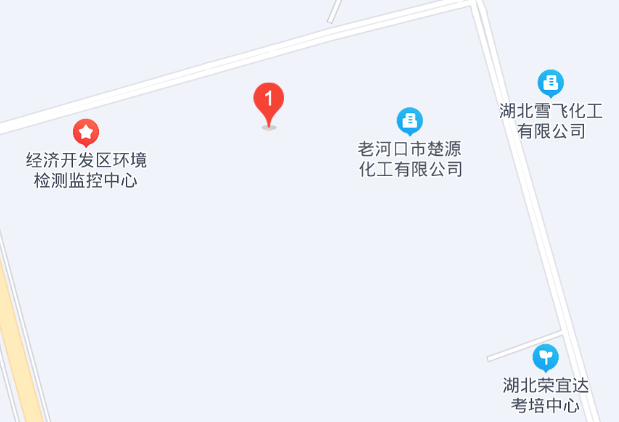 1
湖北雪飞化工
有限公司
老河口市楚源
化工有限公司
经济开发区环境
检测监控中心
湖北荣宜达
考培中心